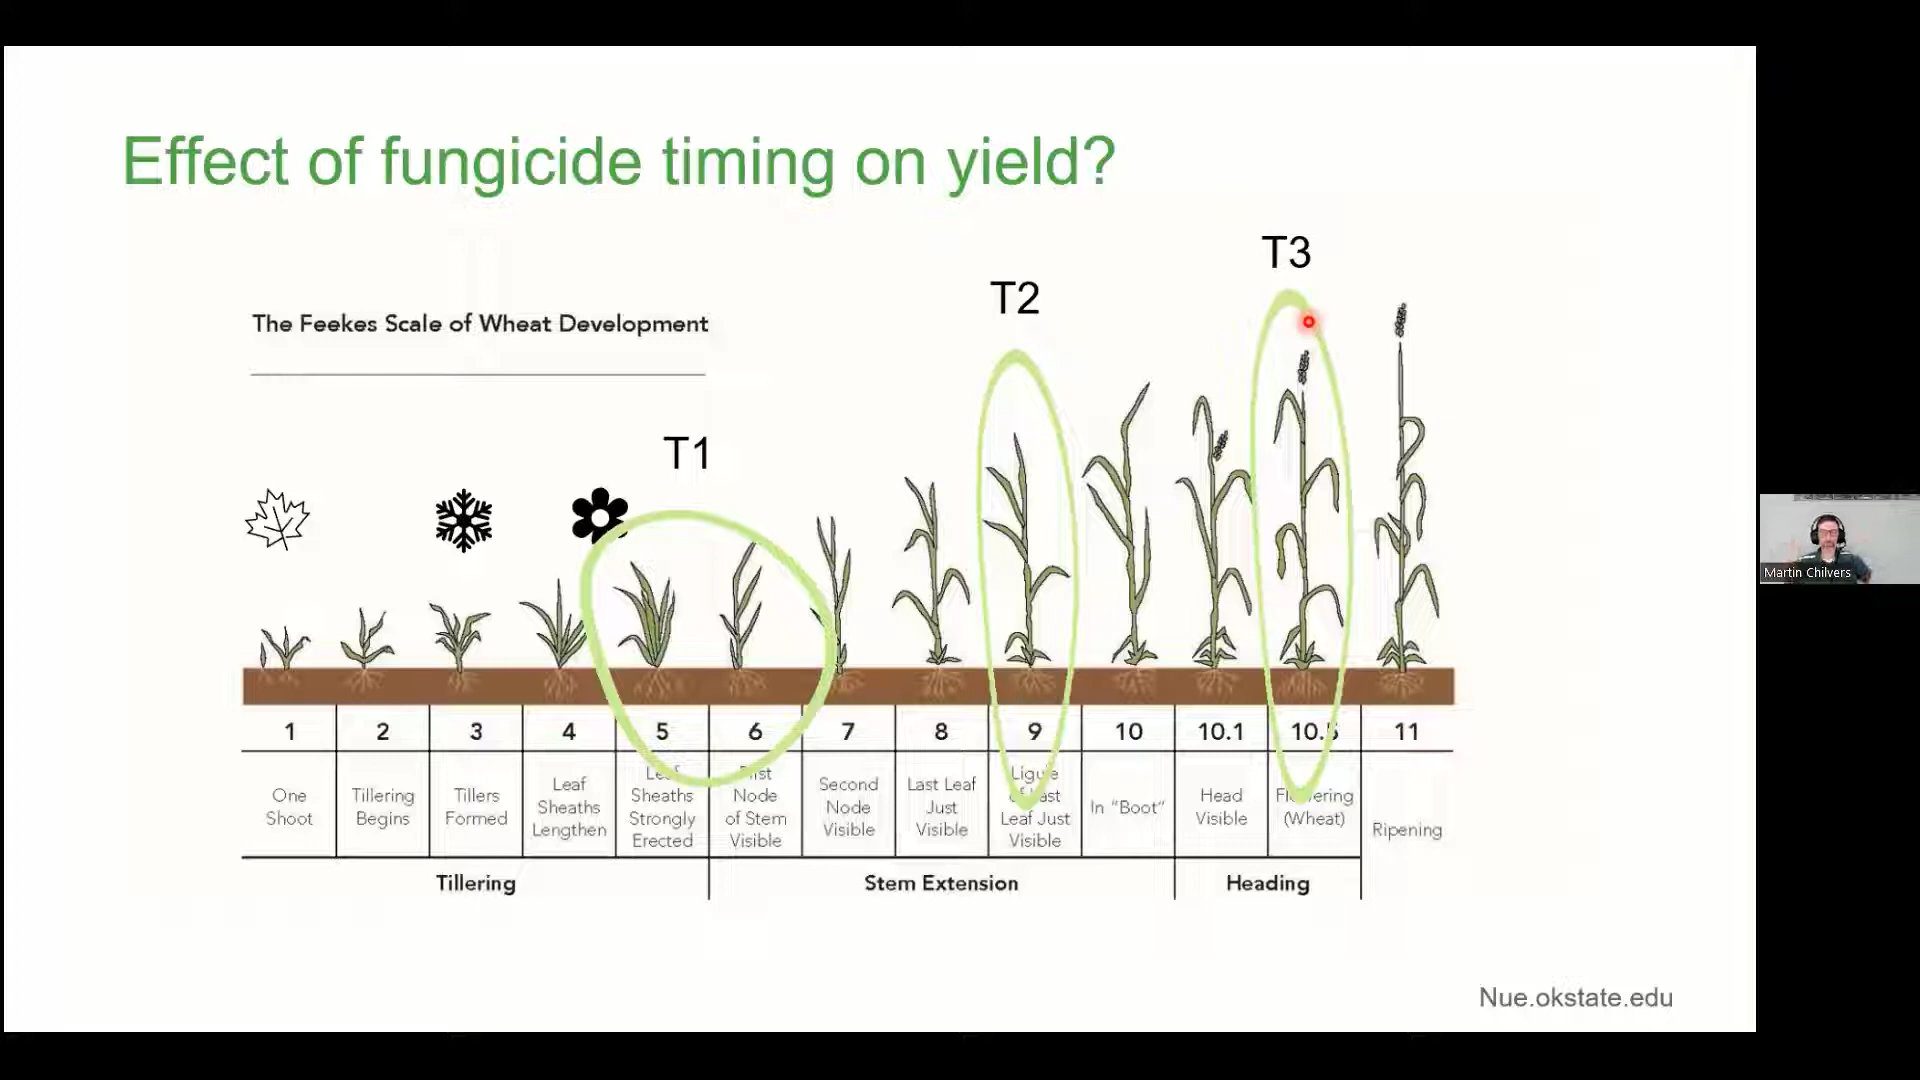 Effect of fungicide timing on yield?
T3
T2
The Feekes Scale of Wheat Development
T1
1 2 3 4 5 6 7 8 9 10 10.1 10.5 11
One Shoot
Tillering Begins
Tillers Formed
Leaf Sheaths Lengthen
Leaf Sheaths Strongly Erected
First Node of Stem Visible
Second Node Visible
Last Leaf Just Visible
Ligule of Last Leaf Just Visible
In "Boot"
Head Visible
Flowering (Wheat)
Ripening
Tillering Stem Extension Heading
Nue.okstate.edu
Martin Chilvers